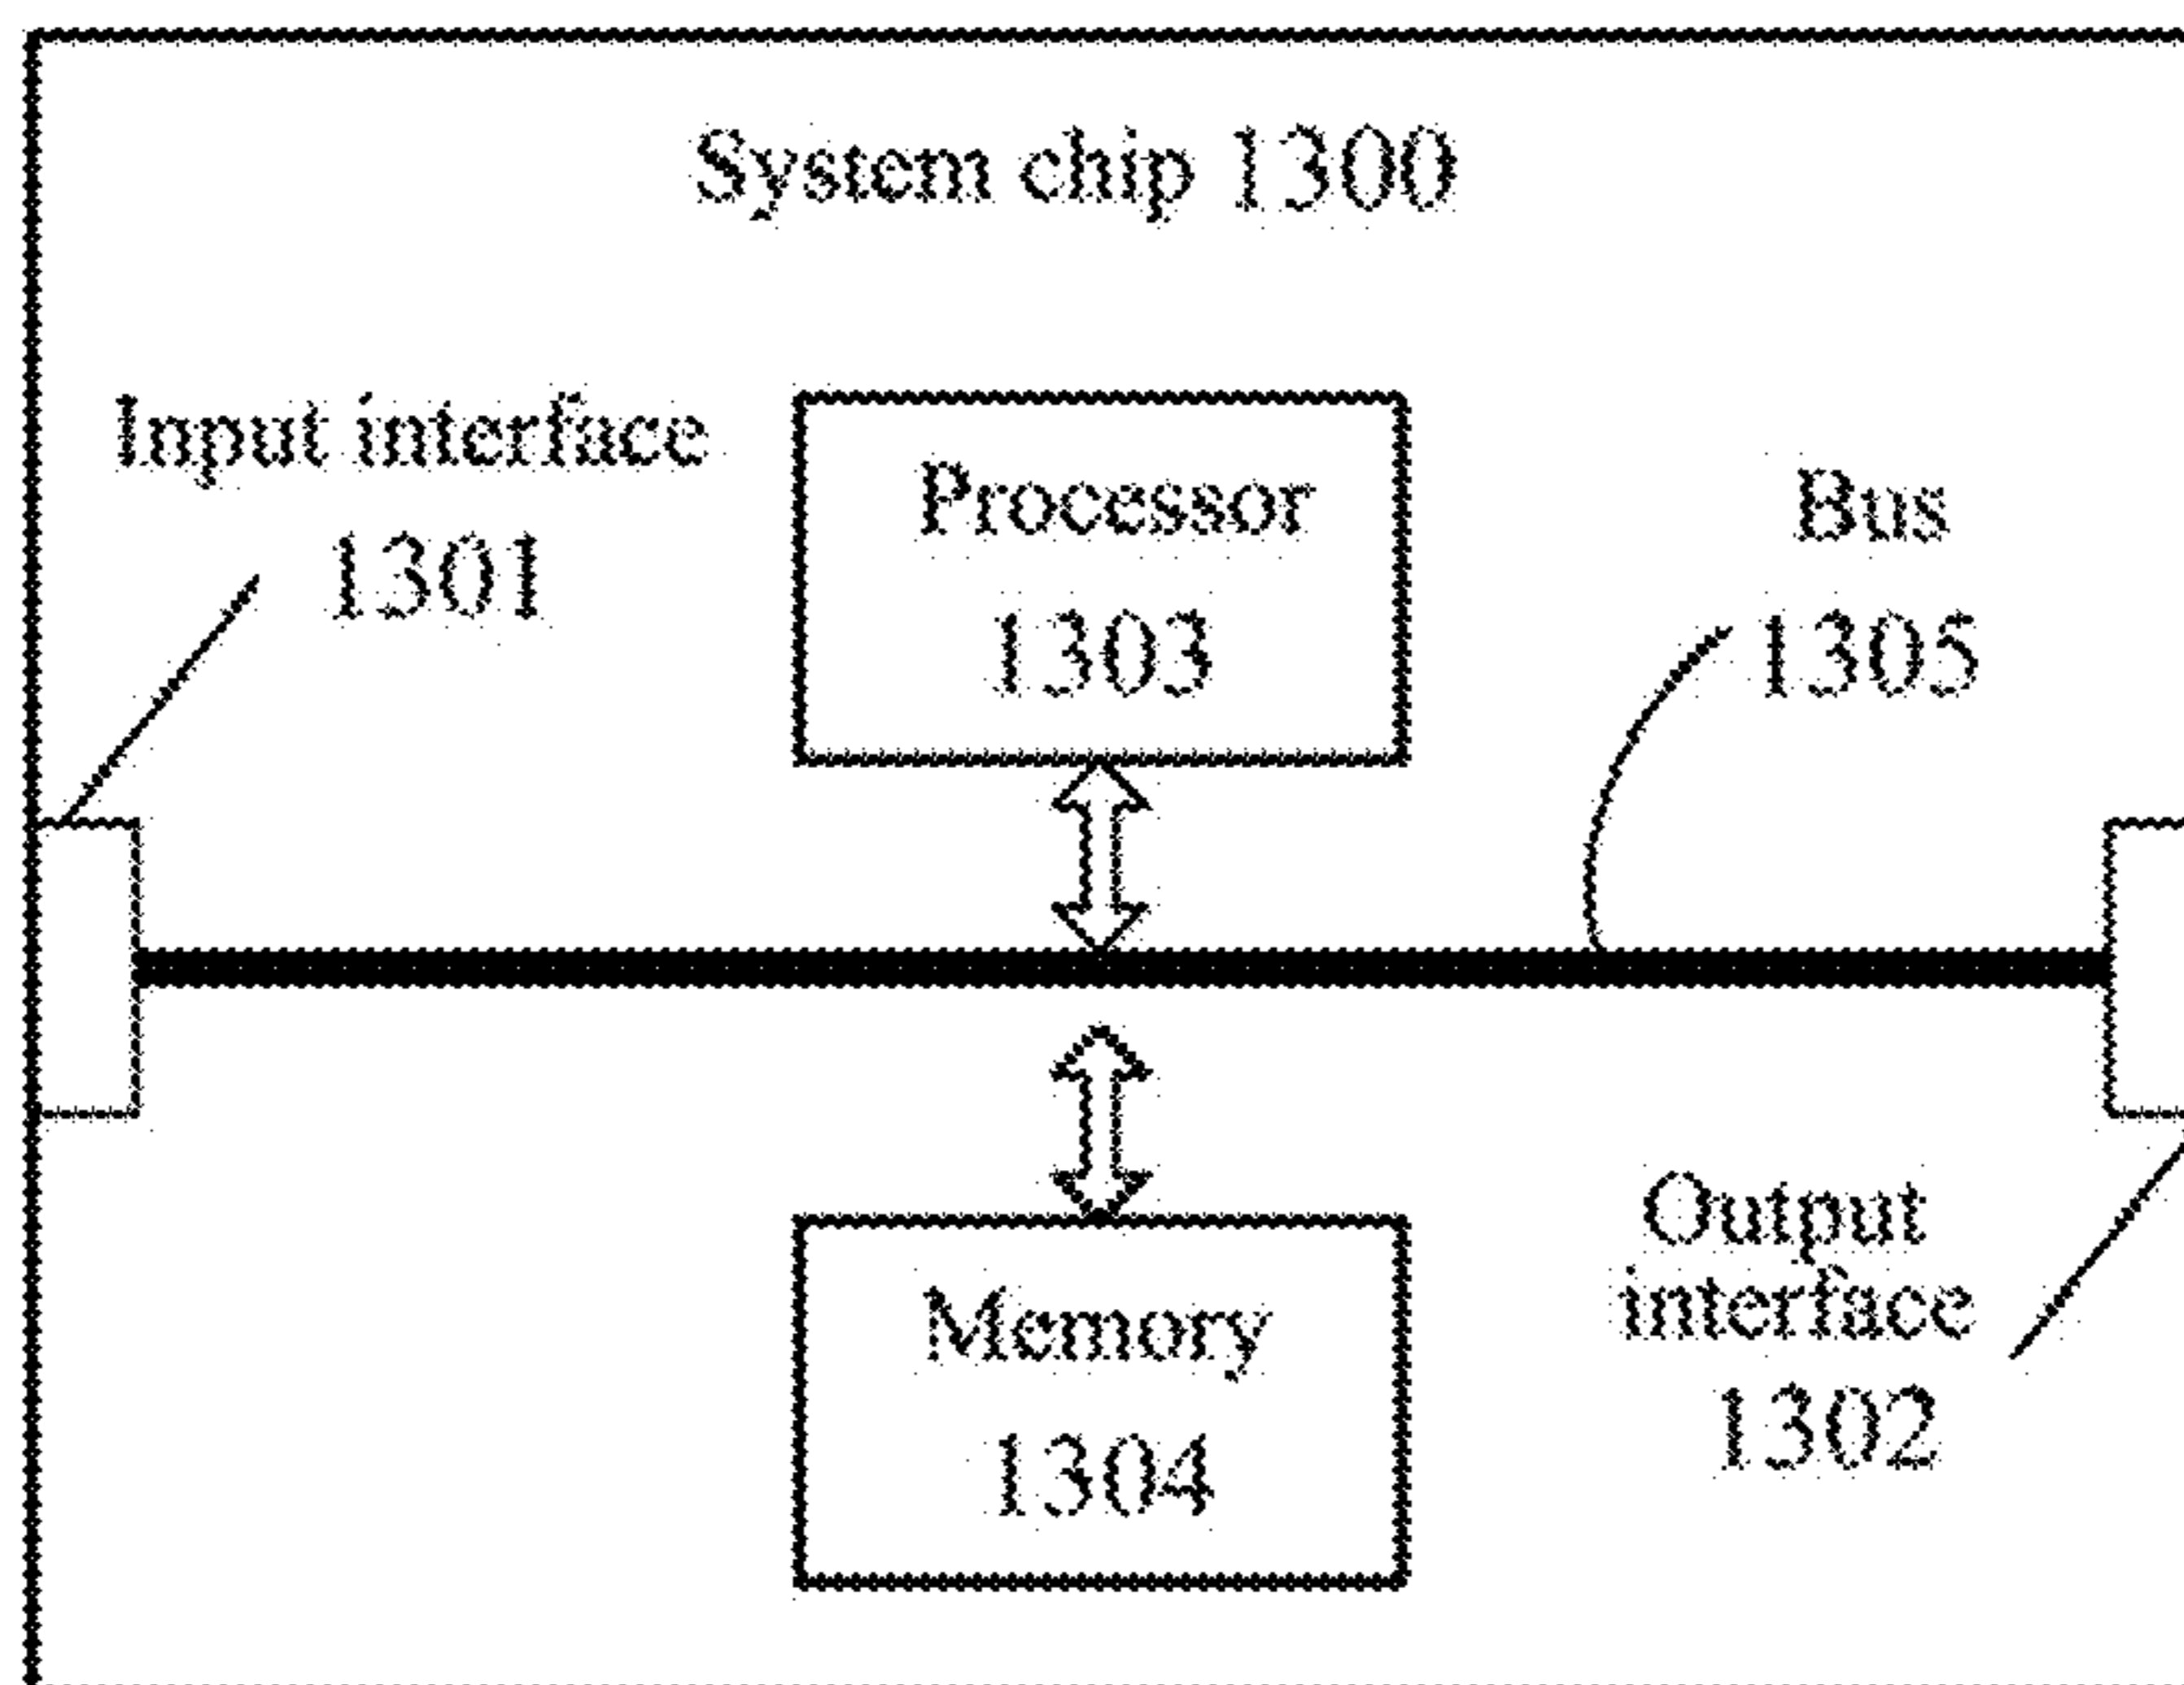 System chip 1300
Input interface
1301
Processor
1303
Bus
1305
Memory
1304
Output
interface
1302